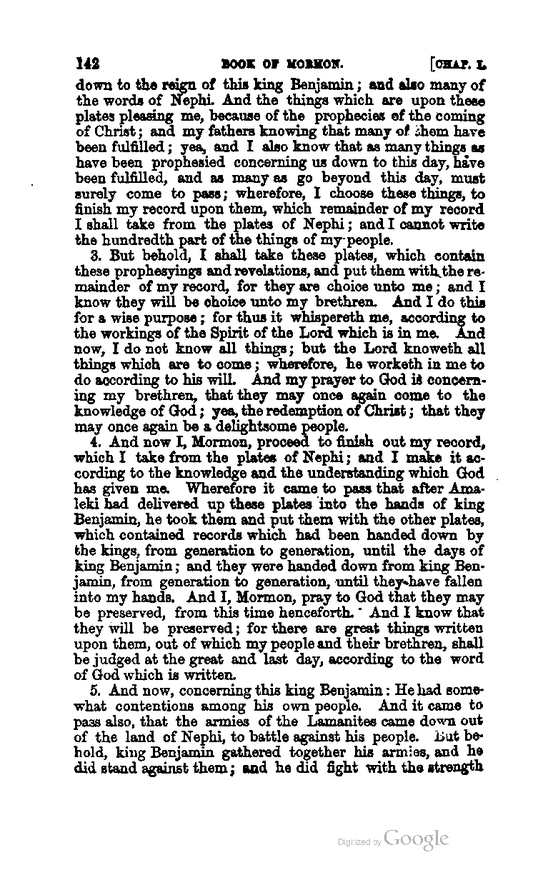 142 BOOK OF MORMON. [CHAP. I.
down to the reign of this king Benjamin; and also many of
the words of Nephi. And the things which are upon these
plates pleasing me, because of the prophecies of the coming
of Christ; and my fathers knowing that many of them have
been fulfilled; yea, and I also know that as many things as
have been prophesied concerning us down to this day, have
been fulfilled, and as many as go beyond this day, must
surely come to pass; wherefore, I choose these things, to
finish my record upon them, which remainder of my record
I shall take from the plates of Nephi; and I cannot write
the hundredth part of the things of my people.
3. But behold, I shall take these plates, which contain
these prophesyings and revelations, and put them with the re-
mainder of my record, for they are choice unto me; and I
know they will be choice unto my brethren. And I do this
for a wise purpose; for thus it whispereth me, according to
the workings of the Spirit of the Lord which is in me. And
now, I do not know all things; but the Lord knoweth all
things which are to come; wherefore, he worketh in me to
do according to his will. And my prayer to God is concern-
ing my brethren, that they may once again come to the
knowledge of God; yea, the redemption of Christ; that they
may once again be a delightsome people.
4. And now I, Mormon, proceed to finish out my record,
which I take from the plates of Nephi; and I make it ac-
cording to the knowledge and the understanding which God
has given me. Wherefore it came to pass that after Ama-
leki had delivered up these plates into the hands of king
Benjamin, he took them and put them with the other plates,
which contained records which had been handed down by
the kings, from generation to generation, until the days of
king Benjamin; and they were handed down from king Ben-
jamin, from generation to generation, until they have fallen
into my hands. And I, Mormon, pray to God that they may
be preserved, from this time henceforth. And I know that
they will be preserved; for there are great things written
upon them, out of which my people and their brethren, shall
be judged at the great and last day, according to the word
of God which is written.
5. And now, concerning this king Benjamin: He had some-
what contentions among his own people. And it came to
pass also, that the armies of the Lamanites came down out
of the land of Nephi, to battle against his people. But be-
hold, king Benjamin gathered together his armies, and he
did stand against them; and he did fight with the strength
Digitized by Google